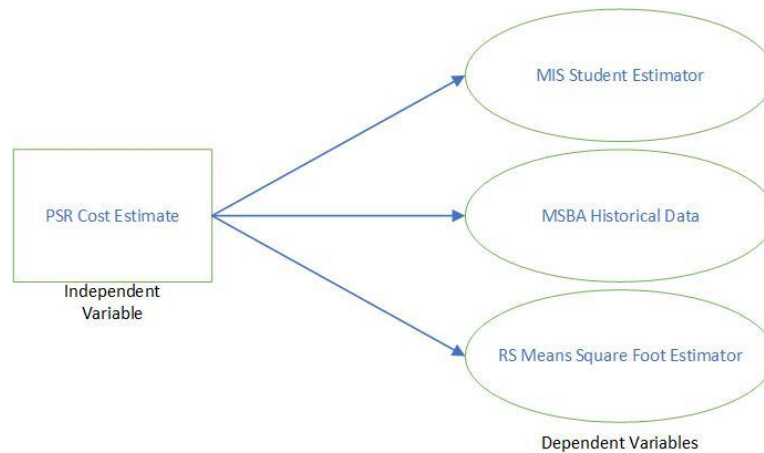 MIS Student Estimator
PSR Cost Estimate
MSBA Historical Data
Independent
Variable
RS Means Square Foot Estimator
Dependent Variables